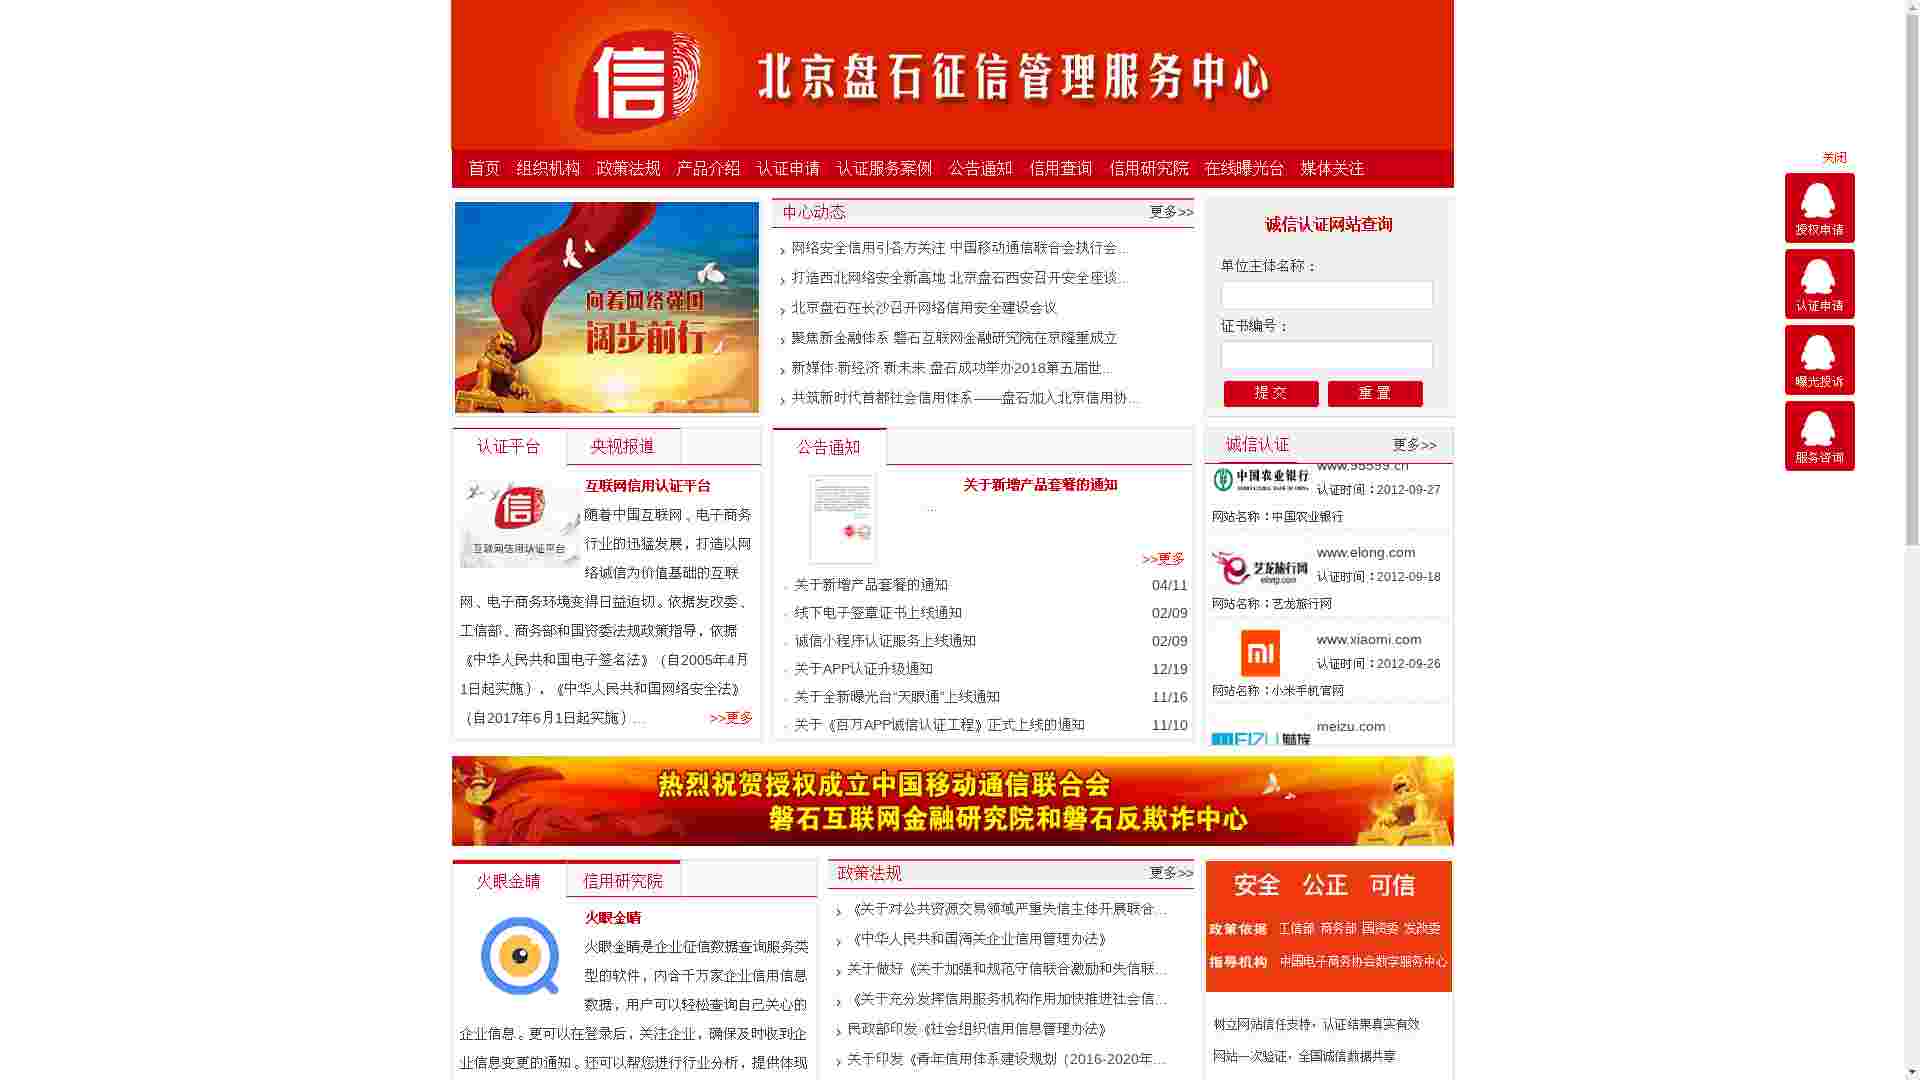 信
北京盘石征信管理服务中心
首页 组织机构 政策法规 产品介绍 认证申请 认证服务案例 公告通知 信用查询 信用研究院 在线曝光台 媒体关注
关闭
授权申请
认证申请
曝光投诉
服务咨询
向着网络强国
阔步前行
中心动态 更多>>
网络安全信用引各方关注 中国移动通信联合会执行会...
打造西北网络安全新高地 北京盘石西安召开安全座谈...
北京盘石在长沙召开网络信用安全建设会议
聚焦新金融体系 磐石互联网金融研究院在京隆重成立
新媒体·新经济·新未来 盘石成功举办2018第五届世...
共筑新时代首都社会信用体系——盘石加入北京信用协...
诚信认证网站查询
单位主体名称：
证书编号：
提 交 重 置
认证平台 央视报道
信
互联网信用认证平台
互联网信用认证平台
随着中国互联网、电子商务
行业的迅猛发展，打造以网
络诚信为价值基础的互联
网、电子商务环境变得日益迫切。依据发改委、
工信部、商务部和国资委法规政策指导，依据
《中华人民共和国电子签名法》（自2005年4月
1日起实施），《中华人民共和国网络安全法》
（自2017年6月1日起实施）... >>更多
公告通知
关于新增产品套餐的通知
...
>>更多
关于新增产品套餐的通知 04/11
线下电子签章证书上线通知 02/09
诚信小程序认证服务上线通知 02/09
关于APP认证升级通知 12/19
关于全新曝光台“天眼通”上线通知 11/16
关于《百万APP诚信认证工程》正式上线的通知 11/10
诚信认证 更多>>
中国农业银行
www.95599.cn
认证时间：2012-09-27
网站名称：中国农业银行
艺龙旅行网
elong.com
www.elong.com
认证时间：2012-09-18
网站名称：艺龙旅行网
mi
www.xiaomi.com
认证时间：2012-09-26
网站名称：小米手机官网
MEIZU 魅族
meizu.com
热烈祝贺授权成立中国移动通信联合会
磐石互联网金融研究院和磐石反欺诈中心
火眼金睛 信用研究院
火眼金睛
火眼金睛是企业征信数据查询服务类
型的软件，内含千万家企业信用信息
数据，用户可以轻松查询自己关心的
企业信息。更可以在登录后，关注企业，确保及时收到企
业信息变更的通知。还可以帮您进行行业分析，提供体现
政策法规 更多>>
《关于对公共资源交易领域严重失信主体开展联合...
《中华人民共和国海关企业信用管理办法》
关于做好《关于加强和规范守信联合激励和失信联...
《关于充分发挥信用服务机构作用加快推进社会信...
民政部印发《社会组织信用信息管理办法》
关于印发《青年信用体系建设规划（2016-2020年...
安全 公正 可信
政策依据 工信部 商务部 国资委 发改委
指导机构 中国电子商务协会数字服务中心
树立网站信任支持，认证结果真实有效
网站一次验证，全国诚信数据共享